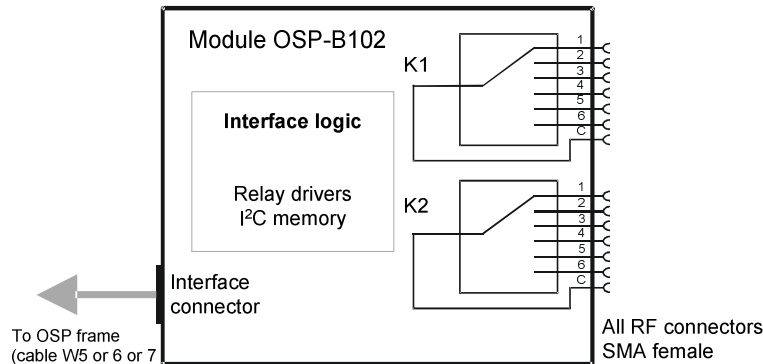 Module OSP-B102
K1
1
2
3
4
5
6
C
Interface logic
Relay drivers
I²C memory
K2
1
2
3
4
5
6
C
Interface
connector
To OSP frame
(cable W5 or 6 or 7
All RF connectors
SMA female